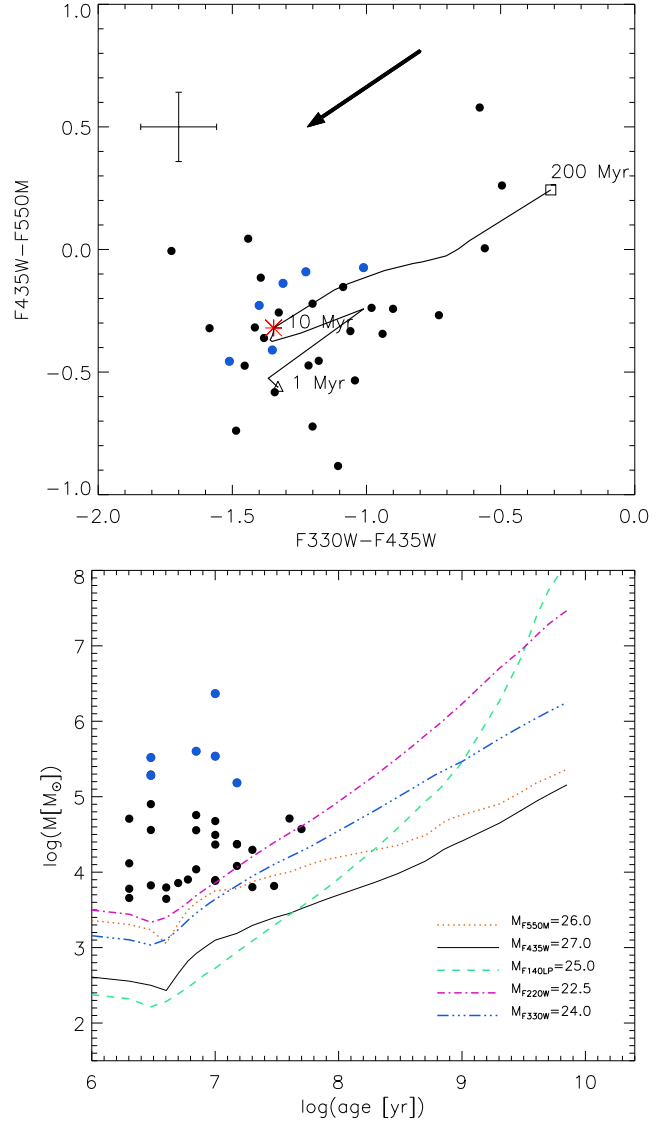 1.0
0.5
0.0
−0.5
−1.0
F435W−F550M
200 Myr
10 Myr
1 Myr
−2.0 −1.5 −1.0 −0.5 0.0
F330W−F435W
8
7
6
5
4
3
2
log(M[M☉])
M_F550M=26.0
M_F435W=27.0
M_F140LP=25.0
M_F220W=22.5
M_F330W=24.0
6 7 8 9 10
log(age [yr])